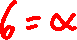 6 = α